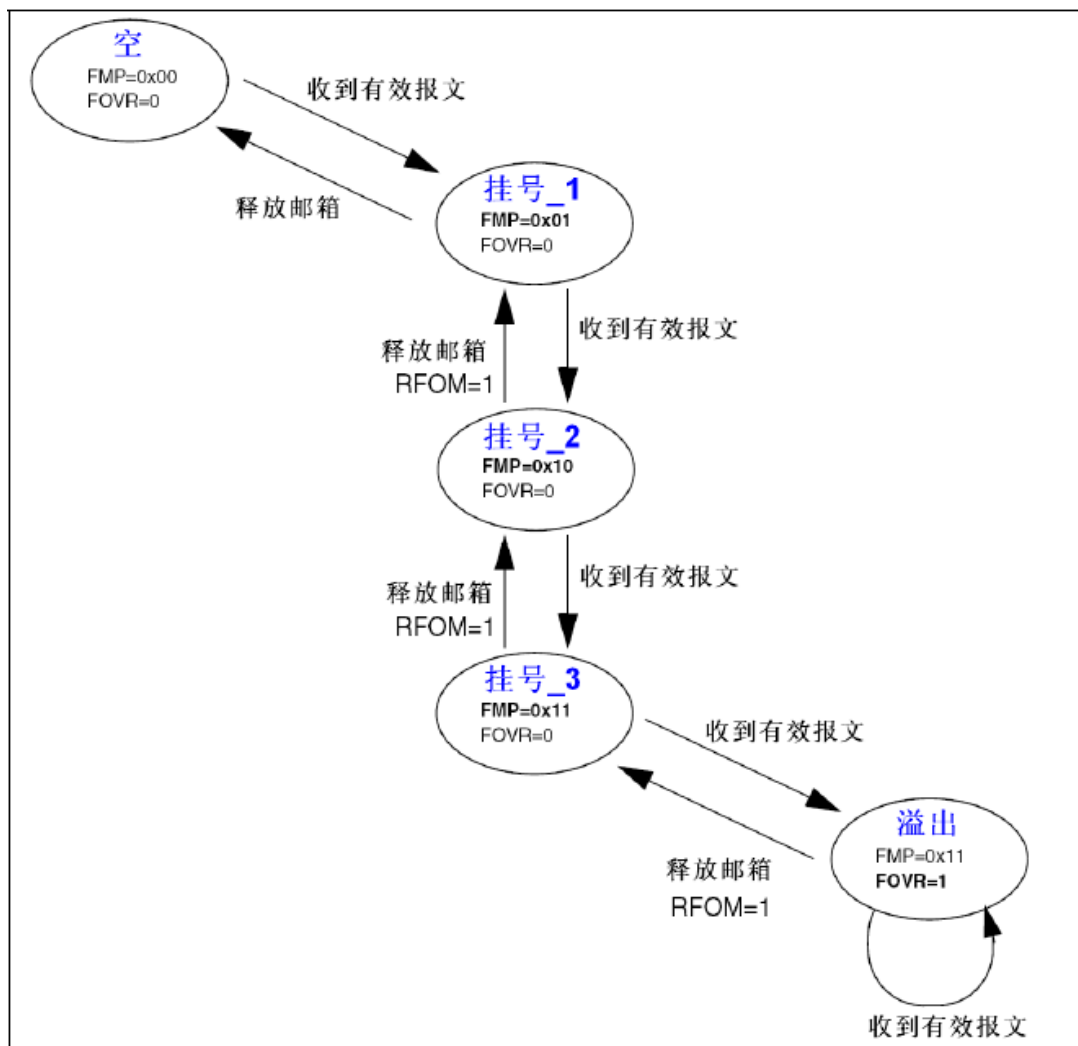 空
FMP=0x00
FOVR=0
收到有效报文
释放邮箱
挂号_1
FMP=0x01
FOVR=0
收到有效报文
释放邮箱
RFOM=1
挂号_2
FMP=0x10
FOVR=0
收到有效报文
释放邮箱
RFOM=1
挂号_3
FMP=0x11
FOVR=0
收到有效报文
溢出
FMP=0x11
FOVR=1
释放邮箱
RFOM=1
收到有效报文